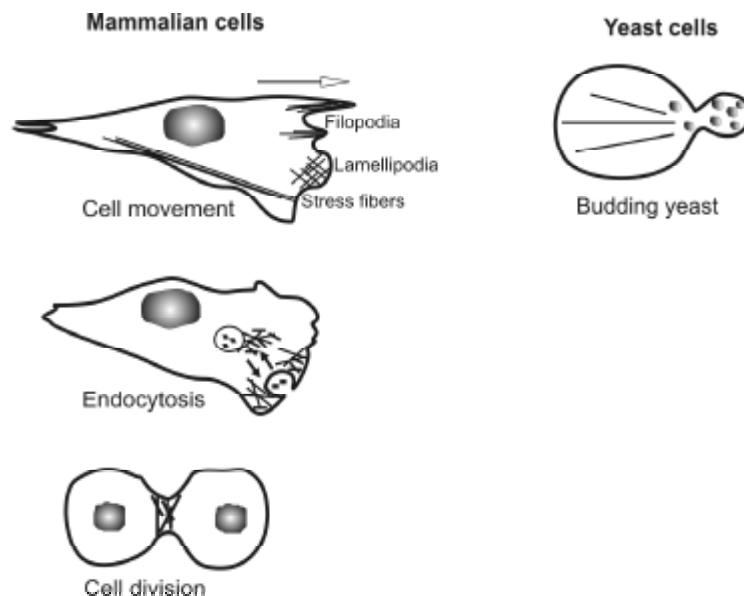 Mammalian cells
Yeast cells
Filopodia
Lamellipodia
Stress fibers
Cell movement
Budding yeast
Endocytosis
Cell division